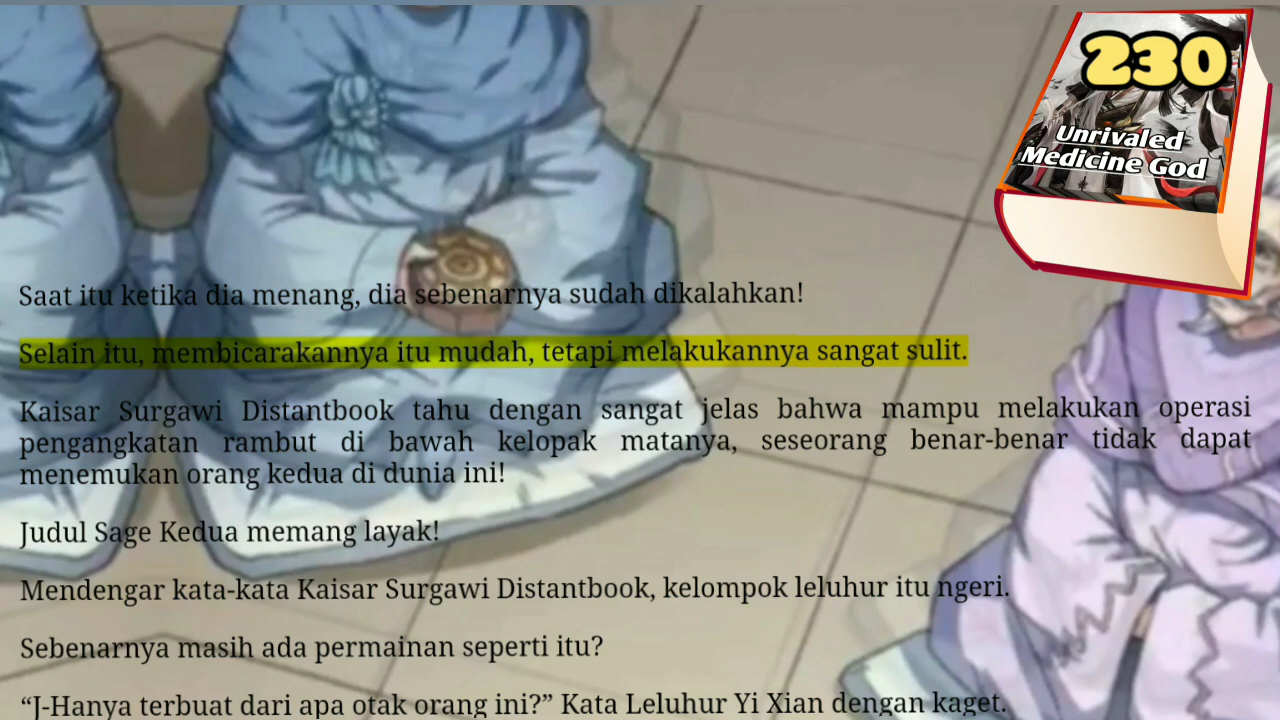 230
Unrivaled
Medicine God
Saat itu ketika dia menang, dia sebenarnya sudah dikalahkan!
Selain itu, membicarakannya itu mudah, tetapi melakukannya sangat sulit.
Kaisar Surgawi Distantbook tahu dengan sangat jelas bahwa mampu melakukan operasi
pengangkatan rambut di bawah kelopak matanya, seseorang benar-benar tidak dapat
menemukan orang kedua di dunia ini!
Judul Sage Kedua memang layak!
Mendengar kata-kata Kaisar Surgawi Distantbook, kelompok leluhur itu ngeri.
Sebenarnya masih ada permainan seperti itu?
“J-Hanya terbuat dari apa otak orang ini?” Kata Leluhur Yi Xian dengan kaget.